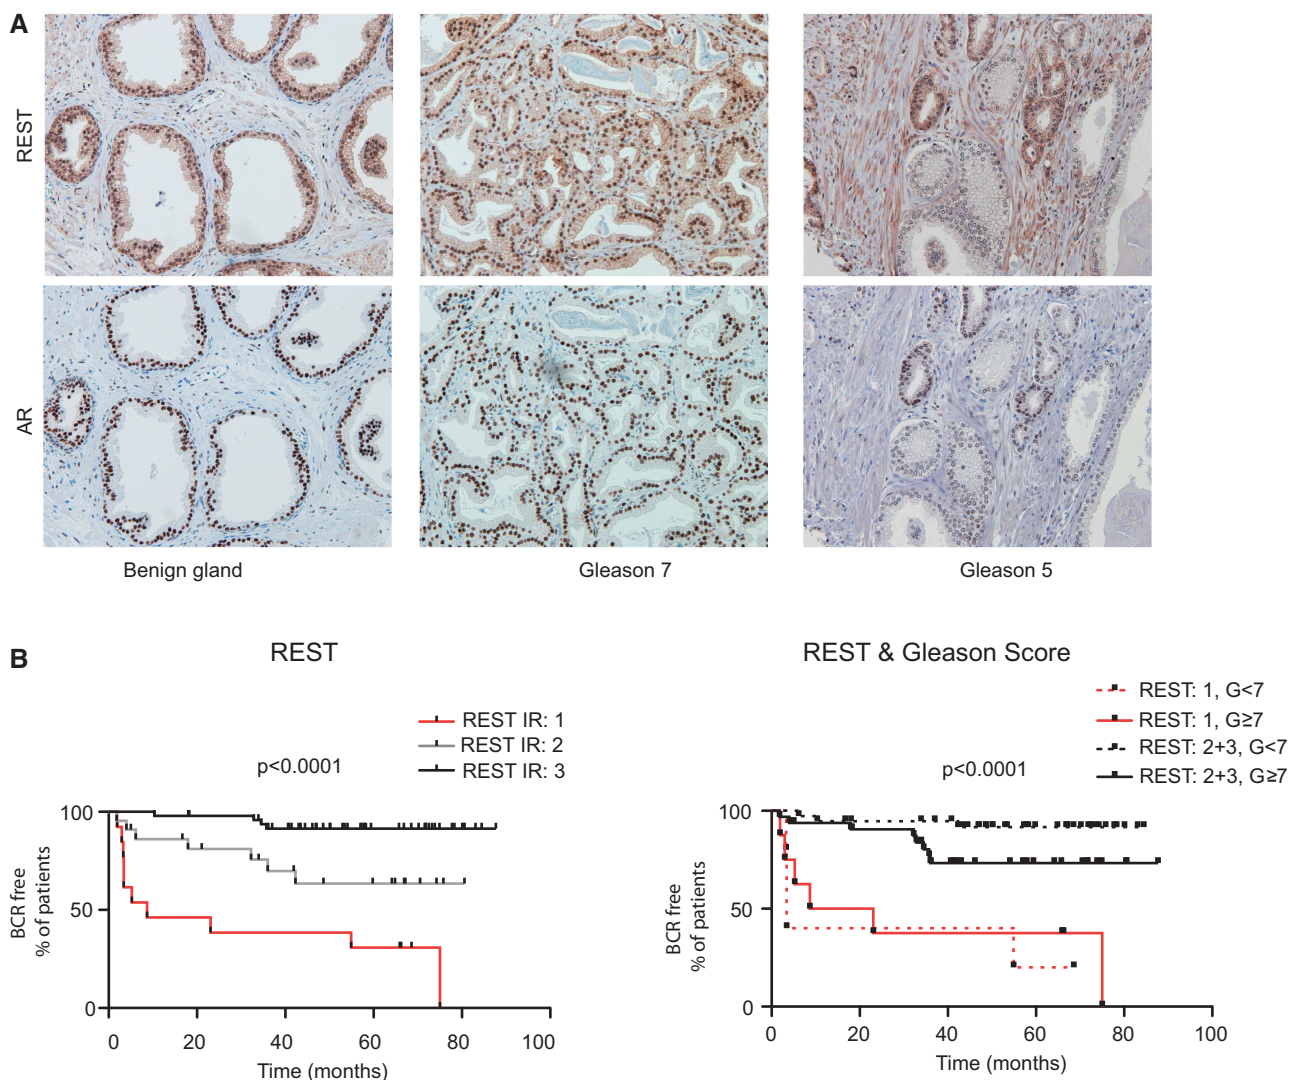 A
REST
AR
Benign gland
Gleason 7
Gleason 5
B
REST
REST IR: 1
REST IR: 2
REST IR: 3
p<0.0001
100
50
0
BCR free
% of patients
0 20 40 60 80 100
Time (months)
REST & Gleason Score
REST: 1, G<7
REST: 1, G≥7
REST: 2+3, G<7
REST: 2+3, G≥7
p<0.0001
100
50
0
BCR free
% of patients
0 20 40 60 80 100
Time (months)